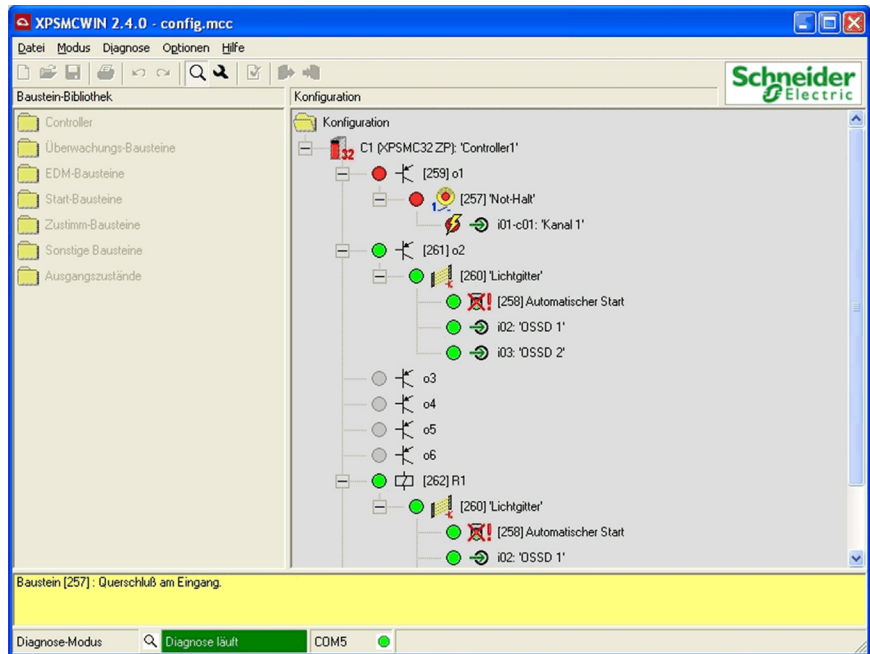 XPSMCWIN 2.4.0 - config.mcc
Datei Modus Diagnose Optionen Hilfe
Schneider
Electric
Baustein-Bibliothek
Konfiguration
Controller
Überwachungs-Bausteine
EDM-Bausteine
Start-Bausteine
Zustimm-Bausteine
Sonstige Bausteine
Ausgangszustände
Konfiguration
32 C1 (XPSMC32 ZP): 'Controller1'
[259] o1
1 [257] 'Not-Halt'
i01-c01: 'Kanal 1'
[261] o2
[260] 'Lichtgitter'
[258] Automatischer Start
i02: 'OSSD 1'
i03: 'OSSD 2'
o3
o4
o5
o6
[262] R1
[260] 'Lichtgitter'
[258] Automatischer Start
i02: 'OSSD 1'
Baustein [257] : Querschluß am Eingang.
Diagnose-Modus Diagnose läuft COM5